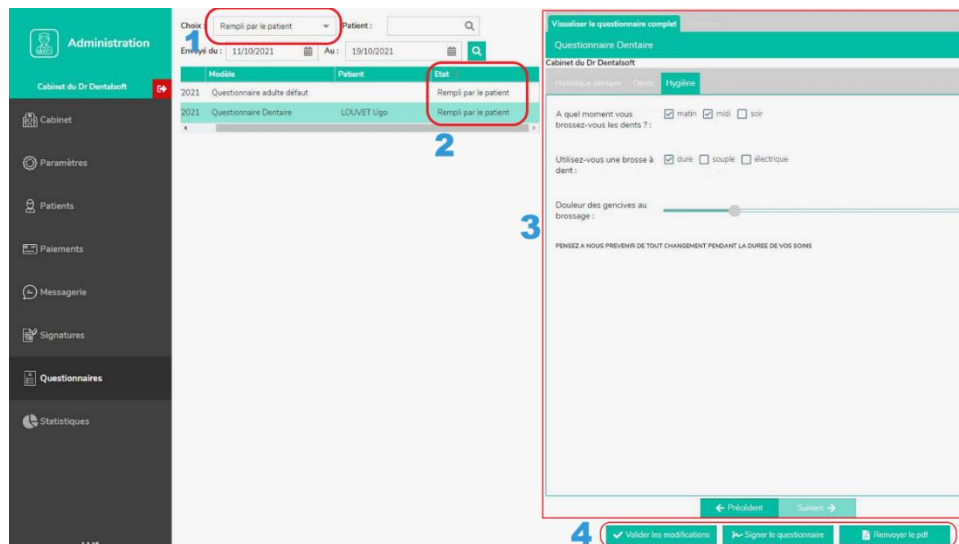 Administration
Cabinet du Dr Dentalsoft
Cabinet
Paramètres
Patients
Paiements
Messagerie
Signatures
Questionnaires
Statistiques
Choix : Rempli par le patient Patient :
1
Envoyé du : 11/10/2021 Au : 19/10/2021
Modèle Patient Etat
2021 Questionnaire adulte défaut Rempli par le patient
2021 Questionnaire Dentaire LOUVET Ugo Rempli par le patient
2
3
Visualiser le questionnaire complet
Questionnaire Dentaire
Cabinet du Dr Dentalsoft
Historique dentaire Dents Hygiène
A quel moment vous matin midi soir
brossez-vous les dents ? :
Utilisez-vous une brosse à dure souple électrique
dent :
Douleur des gencives au
brossage :
PENSEZ A NOUS PREVENIR DE TOUT CHANGEMENT PENDANT LA DUREE DE VOS SOINS
Précédent Suivant
4
Valider les modifications Signer le questionnaire Renvoyer le pdf